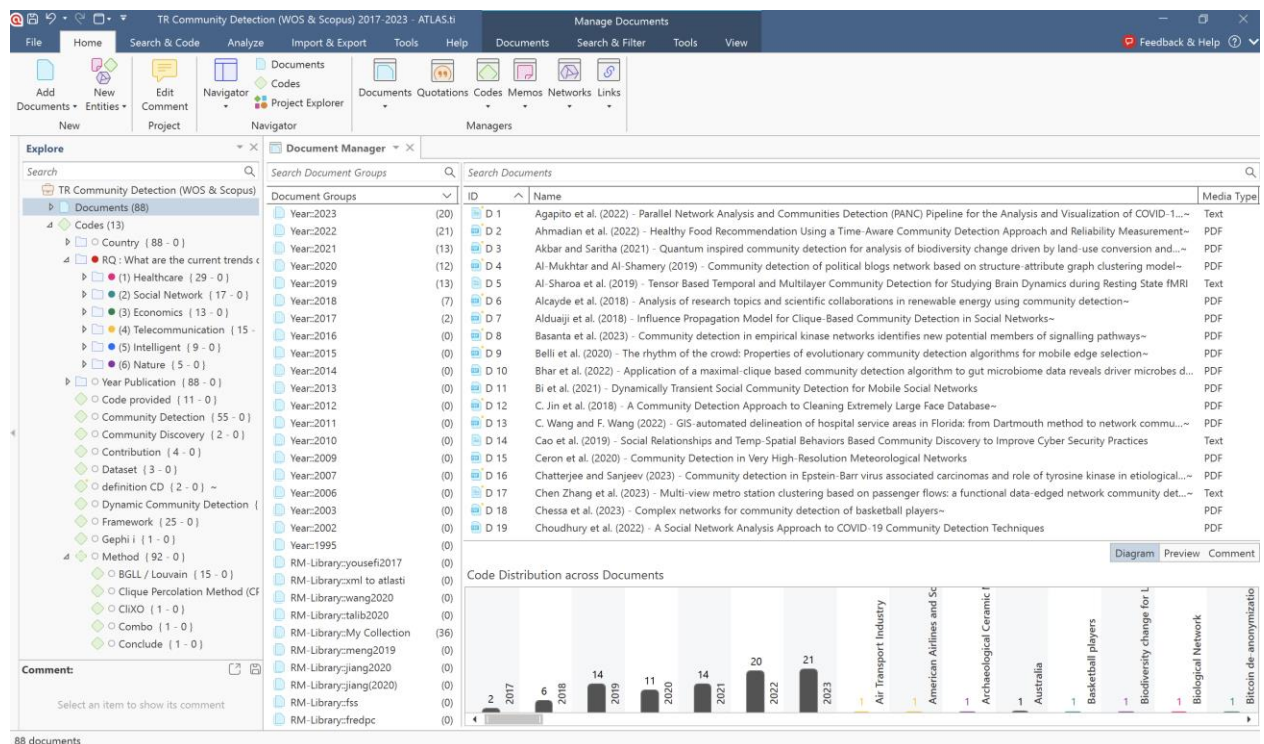 TR Community Detection (WOS & Scopus) 2017-2023 - ATLAS.ti
Manage Documents
File Home Search & Code Analyze Import & Export Tools Help Documents Search & Filter Tools View Feedback & Help
Add Documents
New Entities
Edit Comment
Navigator
Documents
Codes
Project Explorer
Documents Quotations Codes Memos Networks Links
New Project Navigator Managers
Explore
Search
TR Community Detection (WOS & Scopus)
Documents (88)
Codes (13)
Country {88 - 0}
RQ : What are the current trends c
(1) Healthcare {29 - 0}
(2) Social Network {17 - 0}
(3) Economics {13 - 0}
(4) Telecommunication {15 -
(5) Intelligent {9 - 0}
(6) Nature {5 - 0}
Year Publication {88 - 0}
Code provided {11 - 0}
Community Detection {55 - 0}
Community Discovery {2 - 0}
Contribution {4 - 0}
Dataset {3 - 0}
definition CD {2 - 0} ~
Dynamic Community Detection {
Framework {25 - 0}
Gephi i {1 - 0}
Method {92 - 0}
BGLL / Louvain {15 - 0}
Clique Percolation Method (CF
CliXO {1 - 0}
Combo {1 - 0}
Conclude {1 - 0}
Comment:
Select an item to show its comment
88 documents
Document Manager
Search Document Groups
Document Groups
Year::2023 (20)
Year::2022 (21)
Year::2021 (13)
Year::2020 (12)
Year::2019 (13)
Year::2018 (7)
Year::2017 (2)
Year::2016 (0)
Year::2015 (0)
Year::2014 (0)
Year::2013 (0)
Year::2012 (0)
Year::2011 (0)
Year::2010 (0)
Year::2009 (0)
Year::2007 (0)
Year::2006 (0)
Year::2003 (0)
Year::2002 (0)
Year::1995 (0)
RM-Library::yousefi2017 (0)
RM-Library::xml to atlasti (0)
RM-Library::wang2020 (0)
RM-Library::talib2020 (0)
RM-Library::My Collection (36)
RM-Library::meng2019 (0)
RM-Library::jiang2020 (0)
RM-Library::jiang(2020) (0)
RM-Library::fss (0)
RM-Library::fredpc (0)
Search Documents
ID Name Media Type
D 1 Agapito et al. (2022) - Parallel Network Analysis and Communities Detection (PANC) Pipeline for the Analysis and Visualization of COVID-1...~ Text
D 2 Ahmadian et al. (2022) - Healthy Food Recommendation Using a Time-Aware Community Detection Approach and Reliability Measurement~ PDF
D 3 Akbar and Saritha (2021) - Quantum inspired community detection for analysis of biodiversity change driven by land-use conversion and...~ PDF
D 4 Al-Mukhtar and Al-Shamery (2019) - Community detection of political blogs network based on structure-attribute graph clustering model~ PDF
D 5 Al-Sharoa et al. (2019) - Tensor Based Temporal and Multilayer Community Detection for Studying Brain Dynamics during Resting State fMRI Text
D 6 Alcayde et al. (2018) - Analysis of research topics and scientific collaborations in renewable energy using community detection~ PDF
D 7 Alduaiji et al. (2018) - Influence Propagation Model for Clique-Based Community Detection in Social Networks~ PDF
D 8 Basanta et al. (2023) - Community detection in empirical kinase networks identifies new potential members of signalling pathways~ PDF
D 9 Belli et al. (2020) - The rhythm of the crowd: Properties of evolutionary community detection algorithms for mobile edge selection~ PDF
D 10 Bhar et al. (2022) - Application of a maximal-clique based community detection algorithm to gut microbiome data reveals driver microbes d... PDF
D 11 Bi et al. (2021) - Dynamically Transient Social Community Detection for Mobile Social Networks PDF
D 12 C. Jin et al. (2018) - A Community Detection Approach to Cleaning Extremely Large Face Database~ PDF
D 13 C. Wang and F. Wang (2022) - GIS-automated delineation of hospital service areas in Florida: from Dartmouth method to network commu...~ PDF
D 14 Cao et al. (2019) - Social Relationships and Temp-Spatial Behaviors Based Community Discovery to Improve Cyber Security Practices Text
D 15 Ceron et al. (2020) - Community Detection in Very High-Resolution Meteorological Networks PDF
D 16 Chatterjee and Sanjeev (2023) - Community detection in Epstein-Barr virus associated carcinomas and role of tyrosine kinase in etiological...~ PDF
D 17 Chen Zhang et al. (2023) - Multi-view metro station clustering based on passenger flows: a functional data-edged network community det...~ Text
D 18 Chessa et al. (2023) - Complex networks for community detection of basketball players~ PDF
D 19 Choudhury et al. (2022) - A Social Network Analysis Approach to COVID-19 Community Detection Techniques PDF
Diagram Preview Comment
Code Distribution across Documents
2 2017
6 2018
14 2019
11 2020
14 2021
20 2022
21 2023
1 Air Transport Industry
1 American Airlines and Sc
1 Archaeological Ceramic
1 Australia
1 Basketball players
1 Biodiversity change for L
1 Biological Network
1 Bitcoin de-anonymizatio